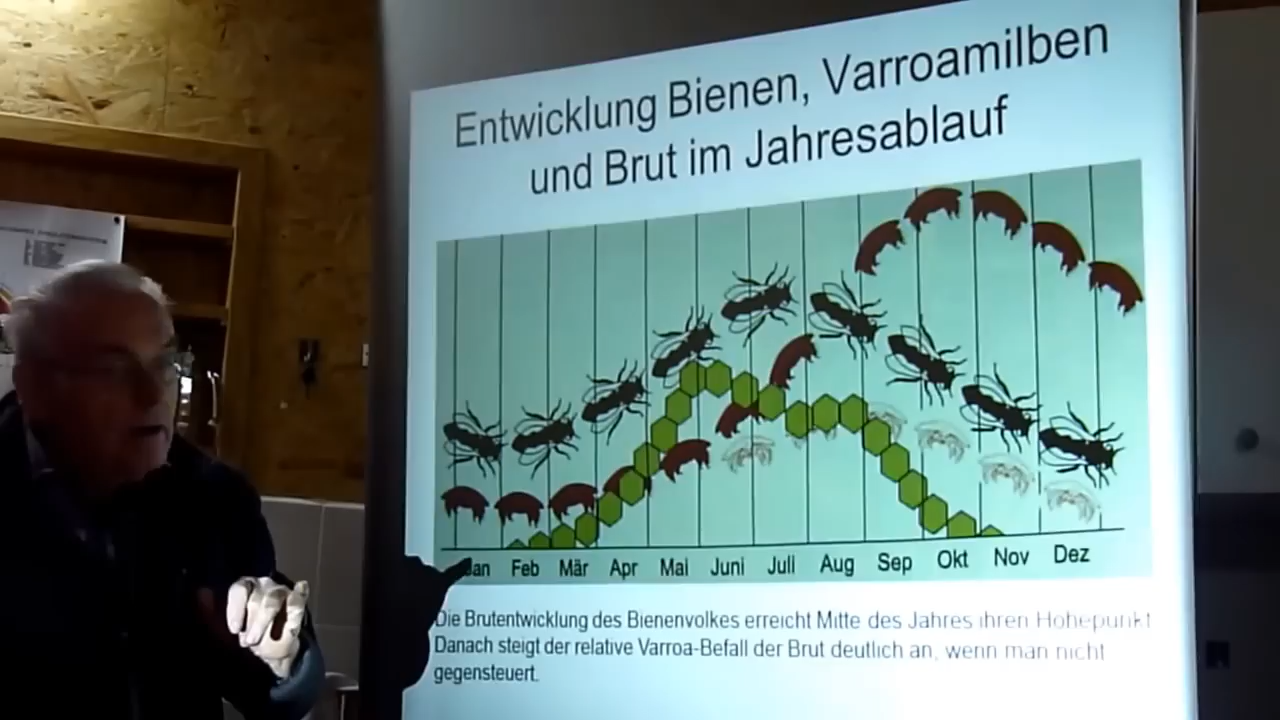 Entwicklung Bienen, Varroamilben
und Brut im Jahresablauf
Jan Feb Mär Apr Mai Juni Juli Aug Sep Okt Nov Dez
Die Brutentwicklung des Bienenvolkes erreicht Mitte des Jahres ihren Höhepunkt
Danach steigt der relative Varroa-Befall der Brut deutlich an, wenn man nicht
gegensteuert.